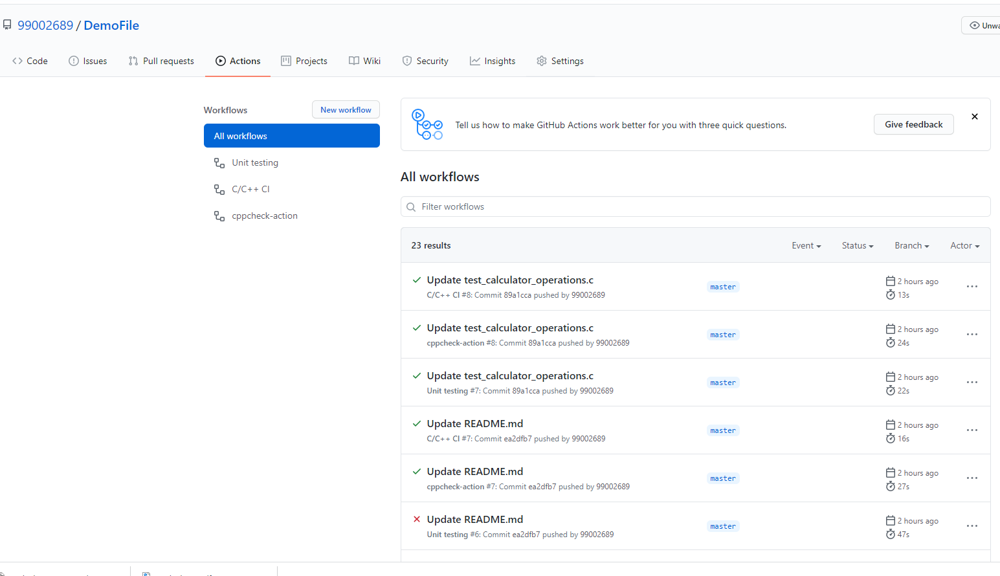 99002689 / DemoFile
Code Issues Pull requests Actions Projects Wiki Security Insights Settings
Workflows
New workflow
All workflows
Unit testing
C/C++ CI
cppcheck-action
Tell us how to make GitHub Actions work better for you with three quick questions.
Give feedback
All workflows
Filter workflows
23 results Event Status Branch Actor
Update test_calculator_operations.c
C/C++ CI #8: Commit 89a1cca pushed by 99002689
master
2 hours ago
13s
Update test_calculator_operations.c
cppcheck-action #8: Commit 89a1cca pushed by 99002689
master
2 hours ago
24s
Update test_calculator_operations.c
Unit testing #7: Commit 89a1cca pushed by 99002689
master
2 hours ago
22s
Update README.md
C/C++ CI #7: Commit ea2dfb7 pushed by 99002689
master
2 hours ago
16s
Update README.md
cppcheck-action #7: Commit ea2dfb7 pushed by 99002689
master
2 hours ago
27s
Update README.md
Unit testing #6: Commit ea2dfb7 pushed by 99002689
master
2 hours ago
47s